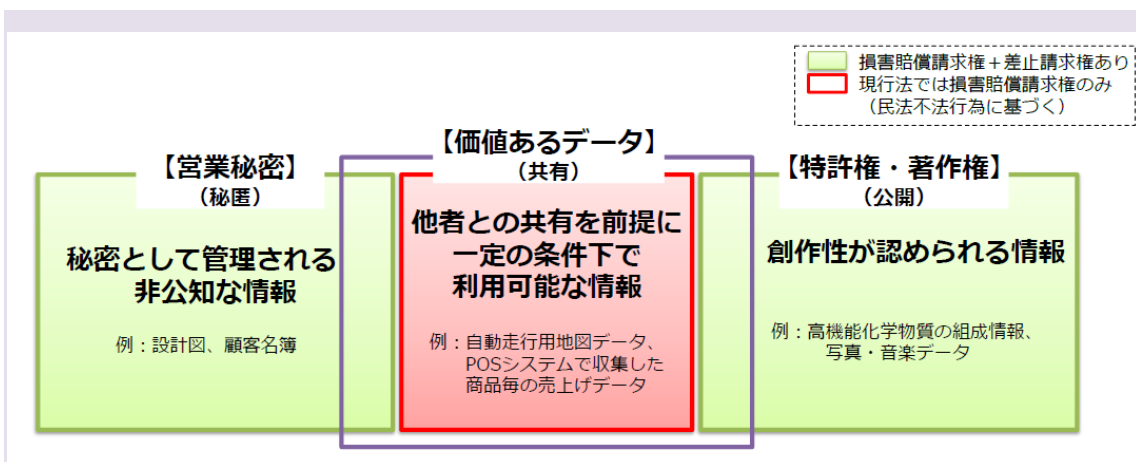 損害賠償請求権＋差止請求権あり
現行法では損害賠償請求権のみ
（民法不法行為に基づく）
【営業秘密】
（秘匿）
秘密として管理される
非公知な情報
例：設計図、顧客名簿
【価値あるデータ】
（共有）
他者との共有を前提に
一定の条件下で
利用可能な情報
例：自動走行用地図データ、
POSシステムで収集した
商品毎の売上げデータ
【特許権・著作権】
（公開）
創作性が認められる情報
例：高機能化学物質の組成情報、
写真・音楽データ